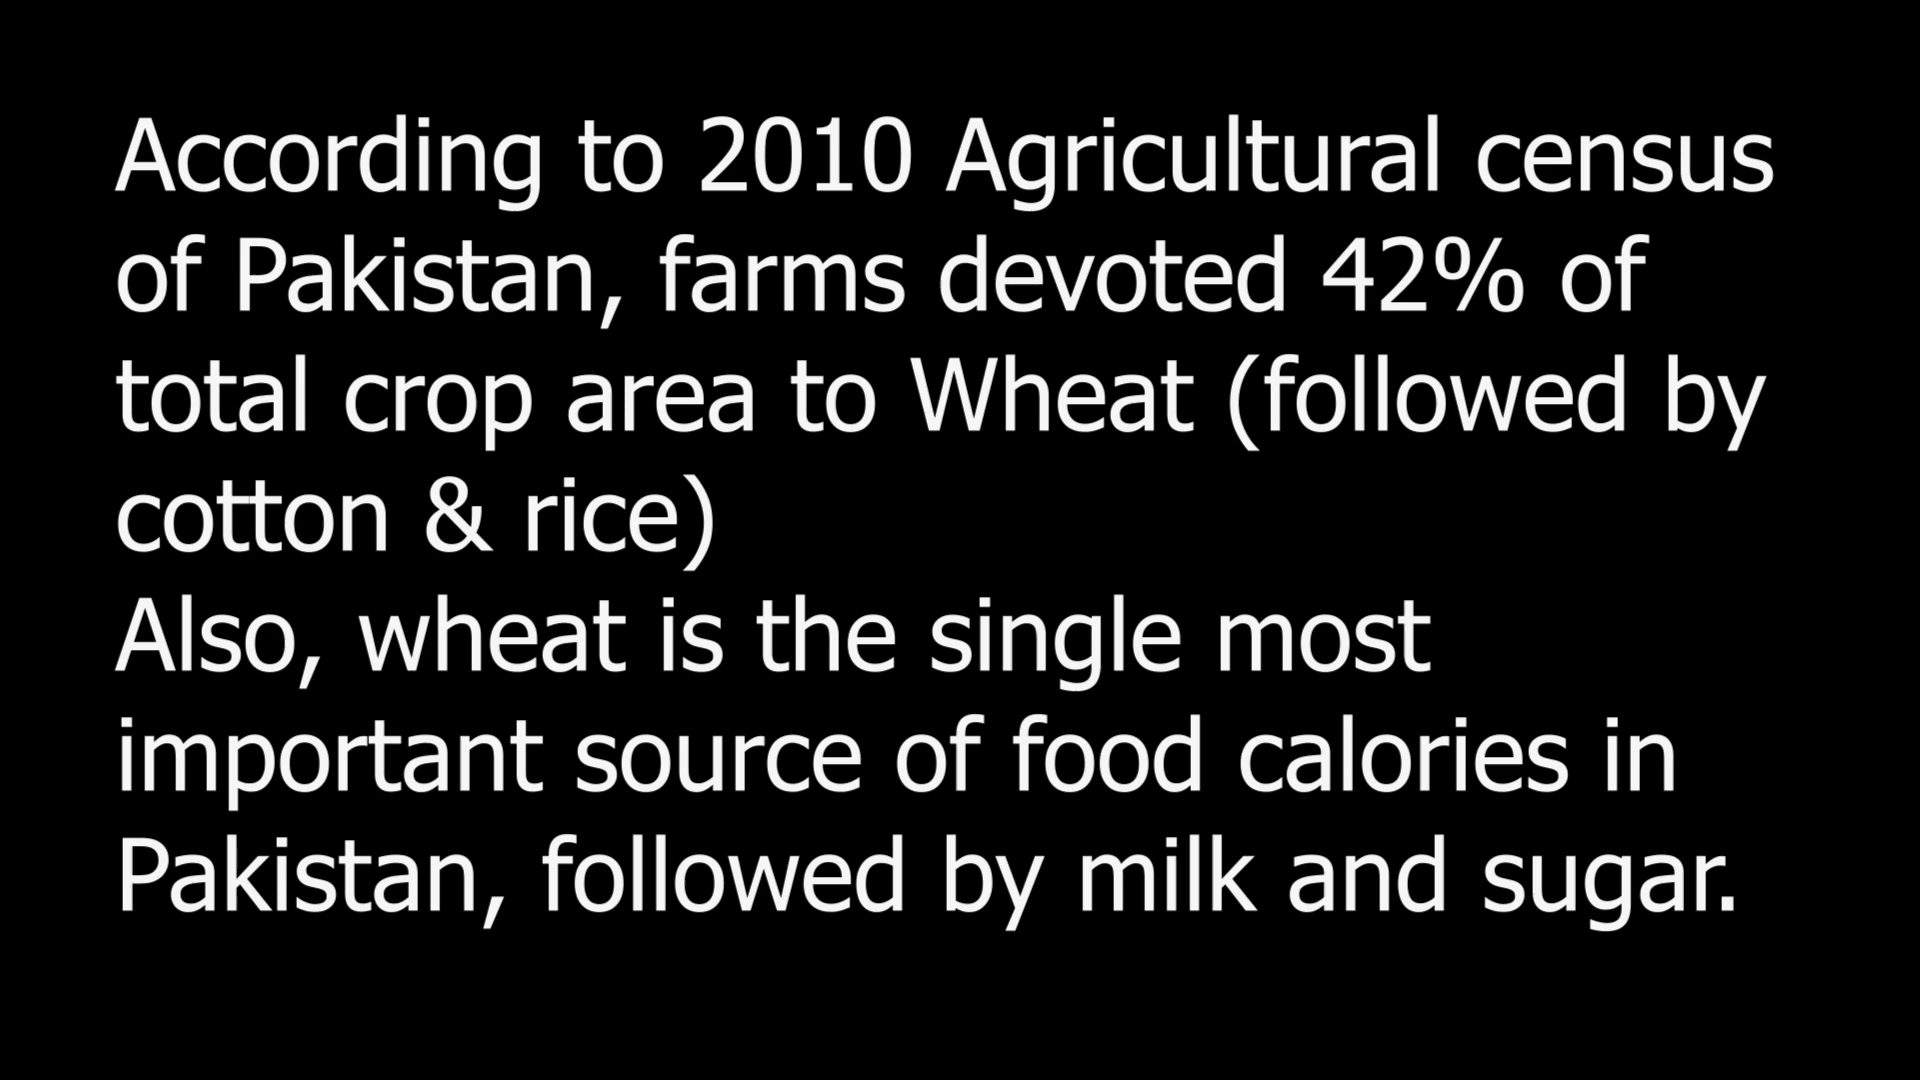 According to 2010 Agricultural census
of Pakistan, farms devoted 42% of
total crop area to Wheat (followed by
cotton & rice)
Also, wheat is the single most
important source of food calories in
Pakistan, followed by milk and sugar.